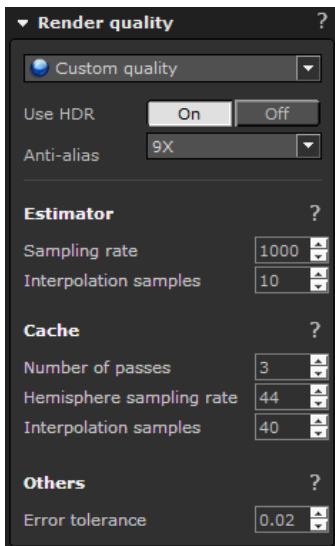 Render quality ?
Custom quality
Use HDR On Off
Anti-alias 9X
Estimator ?
Sampling rate 1000
Interpolation samples 10
Cache ?
Number of passes 3
Hemisphere sampling rate 44
Interpolation samples 40
Others ?
Error tolerance 0.02